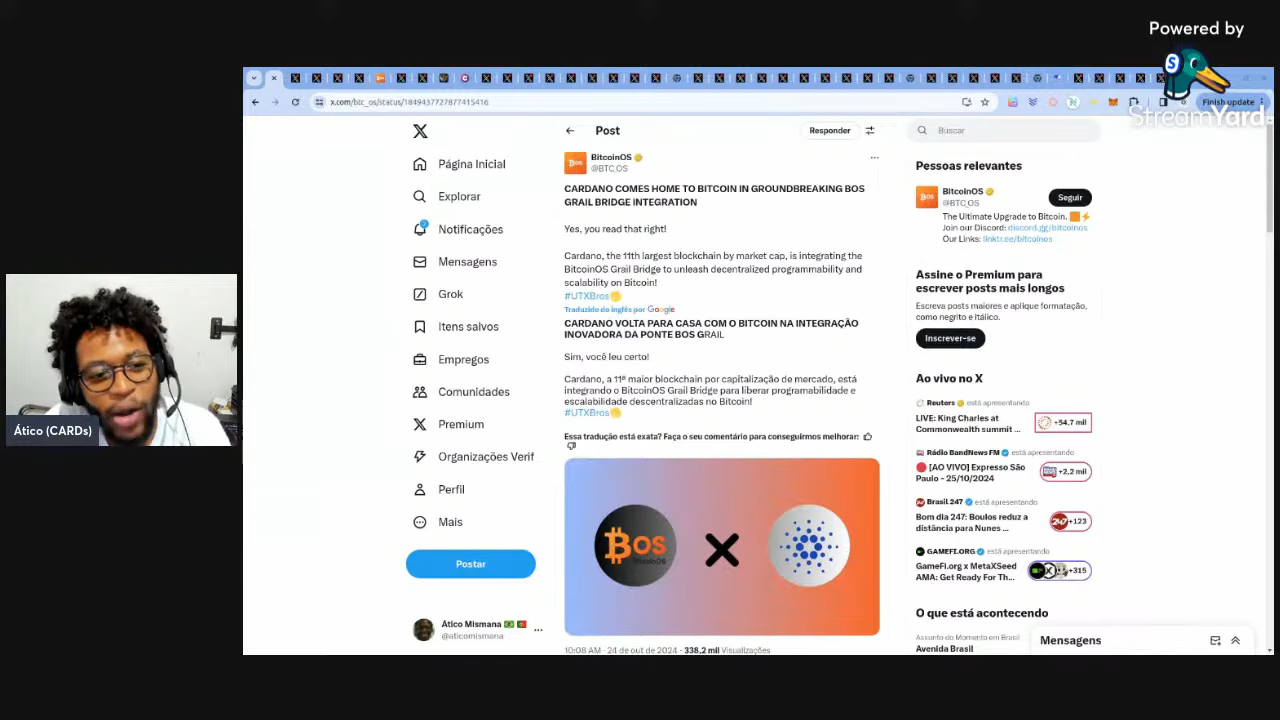 Powered by
StreamYard
x.com/btc_os/status/1849437727877415416
Finish update
Post
Responder
Buscar
Página Inicial
Explorar
Notificações
Mensagens
Grok
Itens salvos
Empregos
Comunidades
Premium
Organizações Verif
Perfil
Mais
Postar
Ático Mismana
@aticomismana
BitcoinOS
@BTC_OS
CARDANO COMES HOME TO BITCOIN IN GROUNDBREAKING BOS
GRAIL BRIDGE INTEGRATION
Yes, you read that right!
Cardano, the 11th largest blockchain by market cap, is integrating the
BitcoinOS Grail Bridge to unleash decentralized programmability and
scalability on Bitcoin!
#UTXBros
Traduzido do inglês por Google
CARDANO VOLTA PARA CASA COM O BITCOIN NA INTEGRAÇÃO
INOVADORA DA PONTE BOS GRAIL
Sim, você leu certo!
Cardano, a 11ª maior blockchain por capitalização de mercado, está
integrando o BitcoinOS Grail Bridge para liberar programabilidade e
escalabilidade descentralizadas no Bitcoin!
#UTXBros
Essa tradução está exata? Faça o seu comentário para conseguirmos melhorar:
BOS
BitcoinOS
10:08 AM · 24 de out de 2024 · 338,2 mil Visualizações
Pessoas relevantes
BitcoinOS
@BTC_OS
Seguir
The Ultimate Upgrade to Bitcoin.
Join our Discord: discord.gg/bitcoinos
Our Links: linktr.ee/bitcoinos
Assine o Premium para
escrever posts mais longos
Escreva posts maiores e aplique formatação,
como negrito e itálico.
Inscrever-se
Ao vivo no X
Reuters está apresentando
LIVE: King Charles at
Commonwealth summit ...
+54,7 mil
Rádio BandNews FM está apresentando
[AO VIVO] Expresso São
Paulo - 25/10/2024
+2,2 mil
Brasil 247 está apresentando
Bom dia 247: Boulos reduz a
distância para Nunes ...
247
+123
GAMEFI.ORG está apresentando
GameFi.org x MetaXSeed
AMA: Get Ready For Th...
+315
O que está acontecendo
Assunto do Momento em Brasil
Avenida Brasil
Mensagens
Ático (CARDs)